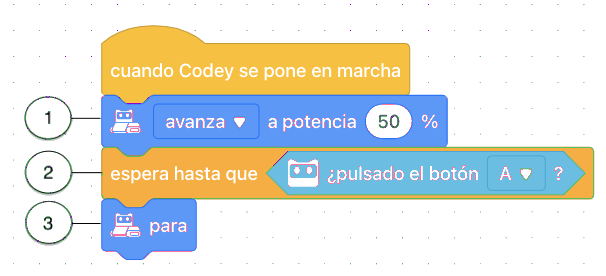 cuando Codey se pone en marcha
1 avanza a potencia 50 %
2 espera hasta que ¿pulsado el botón A ?
3 para